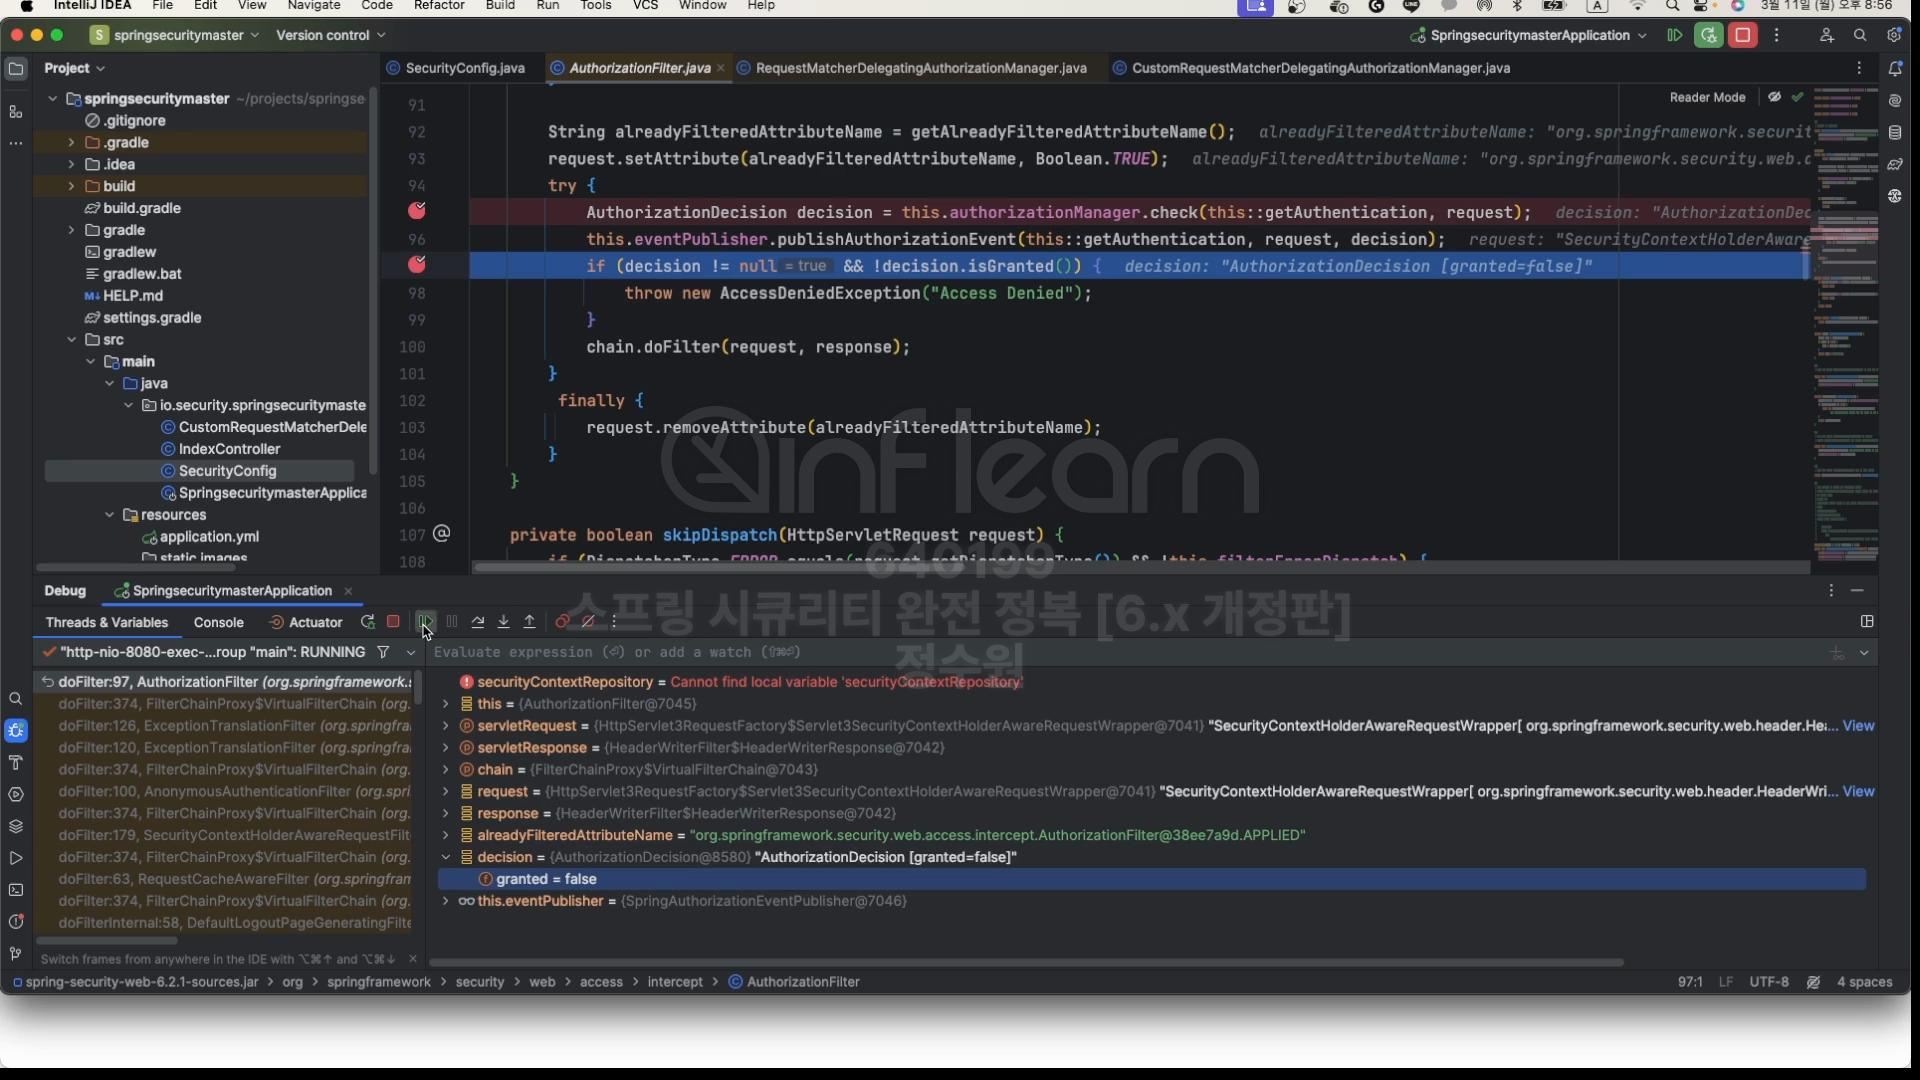 IntelliJ IDEA File Edit View Navigate Code Refactor Build Run Tools VCS Window Help
A 3월 11일 (월) 오후 8:56
S springsecuritymaster Version control SpringsecuritymasterApplication
Project
SecurityConfig.java AuthorizationFilter.java RequestMatcherDelegatingAuthorizationManager.java CustomRequestMatcherDelegatingAuthorizationManager.java
Reader Mode
springsecuritymaster ~/projects/springse
.gitignore
.gradle
.idea
build
build.gradle
gradle
gradlew
gradlew.bat
M↓ HELP.md
settings.gradle
src
main
java
io.security.springsecuritymaste
CustomRequestMatcherDele
IndexController
SecurityConfig
SpringsecuritymasterApplica
resources
application.yml
static.images
91
92 String alreadyFilteredAttributeName = getAlreadyFilteredAttributeName(); alreadyFilteredAttributeName: "org.springframework.securit
93 request.setAttribute(alreadyFilteredAttributeName, Boolean.TRUE); alreadyFilteredAttributeName: "org.springframework.security.web.a
94 try {
AuthorizationDecision decision = this.authorizationManager.check(this::getAuthentication, request); decision: "AuthorizationDec
96 this.eventPublisher.publishAuthorizationEvent(this::getAuthentication, request, decision); request: "SecurityContextHolderAware
if (decision != null = true && !decision.isGranted()) { decision: "AuthorizationDecision [granted=false]"
98 throw new AccessDeniedException("Access Denied");
99 }
100 chain.doFilter(request, response);
101 }
102 finally {
103 request.removeAttribute(alreadyFilteredAttributeName);
104 }
105 }
106
107 @ private boolean skipDispatch(HttpServletRequest request) {
108 if (DispatcherType.ERROR.equals(request.getDispatcherType()) && !this.filterErrorDispatch) {
inflearn
640199
스프링 시큐리티 완전 정복 [6.x 개정판]
정수원
Debug SpringsecuritymasterApplication
Threads & Variables Console Actuator
"http-nio-8080-exec-...roup "main": RUNNING
Evaluate expression (⏎) or add a watch (⇧⌘⏎)
doFilter:97, AuthorizationFilter (org.springframework.s
doFilter:374, FilterChainProxy$VirtualFilterChain (org.
doFilter:126, ExceptionTranslationFilter (org.springfra
doFilter:120, ExceptionTranslationFilter (org.springfra
doFilter:374, FilterChainProxy$VirtualFilterChain (org.
doFilter:100, AnonymousAuthenticationFilter (org.spri
doFilter:374, FilterChainProxy$VirtualFilterChain (org.
doFilter:179, SecurityContextHolderAwareRequestFilt
doFilter:374, FilterChainProxy$VirtualFilterChain (org.
doFilter:63, RequestCacheAwareFilter (org.springfram
doFilter:374, FilterChainProxy$VirtualFilterChain (org.
doFilterInternal:58, DefaultLogoutPageGeneratingFilte
Switch frames from anywhere in the IDE with ⌥⌘↑ and ⌥⌘↓
securityContextRepository = Cannot find local variable 'securityContextRepository'
this = {AuthorizationFilter@7045}
servletRequest = {HttpServlet3RequestFactory$Servlet3SecurityContextHolderAwareRequestWrapper@7041} "SecurityContextHolderAwareRequestWrapper[ org.springframework.security.web.header.He... View
servletResponse = {HeaderWriterFilter$HeaderWriterResponse@7042}
chain = {FilterChainProxy$VirtualFilterChain@7043}
request = {HttpServlet3RequestFactory$Servlet3SecurityContextHolderAwareRequestWrapper@7041} "SecurityContextHolderAwareRequestWrapper[ org.springframework.security.web.header.HeaderWri... View
response = {HeaderWriterFilter$HeaderWriterResponse@7042}
alreadyFilteredAttributeName = "org.springframework.security.web.access.intercept.AuthorizationFilter@38ee7a9d.APPLIED"
decision = {AuthorizationDecision@8580} "AuthorizationDecision [granted=false]"
granted = false
this.eventPublisher = {SpringAuthorizationEventPublisher@7046}
spring-security-web-6.2.1-sources.jar > org > springframework > security > web > access > intercept > AuthorizationFilter
97:1 LF UTF-8 4 spaces